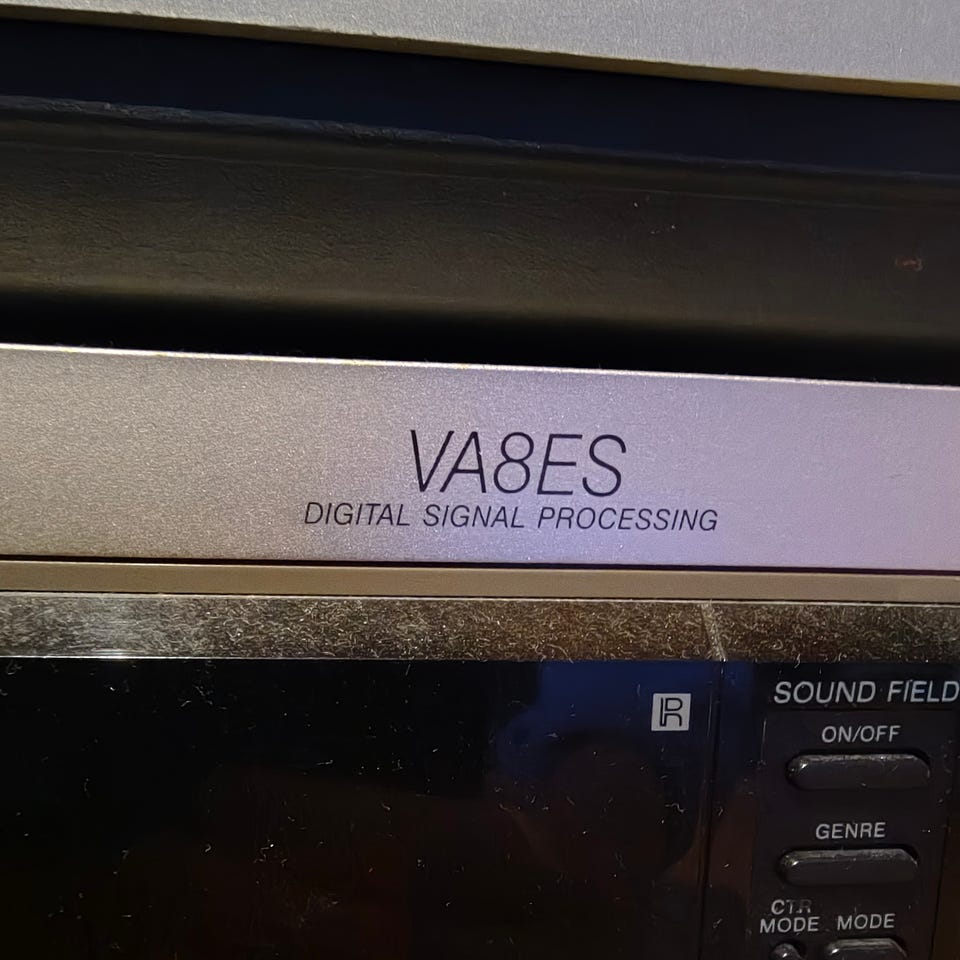 VA8ES
DIGITAL SIGNAL PROCESSING
R
SOUND FIELD
ON/OFF
GENRE
CTR MODE
MODE